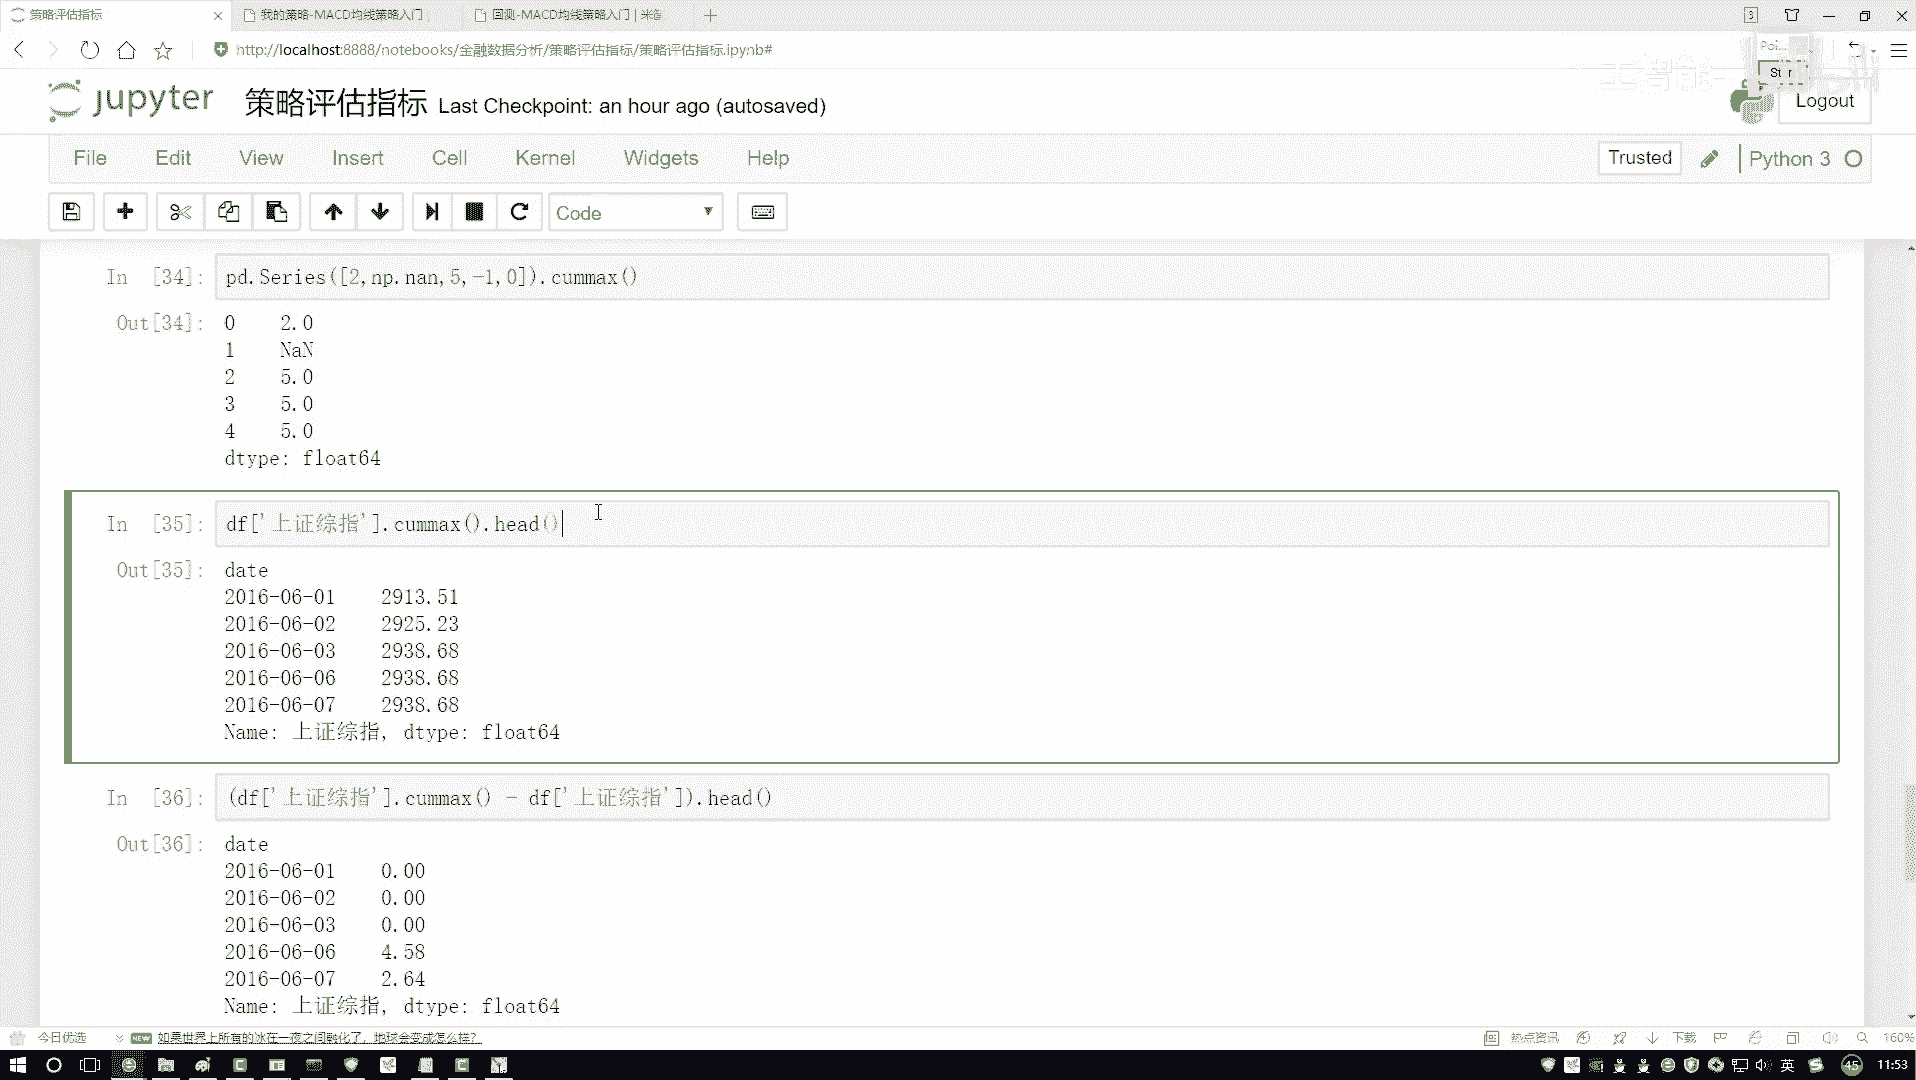 策略评估指标
我的策略-MACD均线策略入门
回测-MACD均线策略入门 | 米筐
3
http://localhost:8888/notebooks/金融数据分析/策略评估指标/策略评估指标.ipynb#
jupyter 策略评估指标 Last Checkpoint: an hour ago (autosaved)
Logout
File Edit View Insert Cell Kernel Widgets Help
Trusted
Python 3
Code
In [34]: pd.Series([2,np.nan,5,-1,0]).cummax()
Out[34]: 0 2.0
1 NaN
2 5.0
3 5.0
4 5.0
dtype: float64
In [35]: df['上证综指'].cummax().head()
Out[35]: date
2016-06-01 2913.51
2016-06-02 2925.23
2016-06-03 2938.68
2016-06-06 2938.68
2016-06-07 2938.68
Name: 上证综指, dtype: float64
In [36]: (df['上证综指'].cummax() - df['上证综指']).head()
Out[36]: date
2016-06-01 0.00
2016-06-02 0.00
2016-06-03 0.00
2016-06-06 4.58
2016-06-07 2.64
Name: 上证综指, dtype: float64
今日优选
NEW 如果世界上所有的冰在一夜之间融化了，地球会变成怎么样？
热点资讯
下载
160%
英
45
11:53